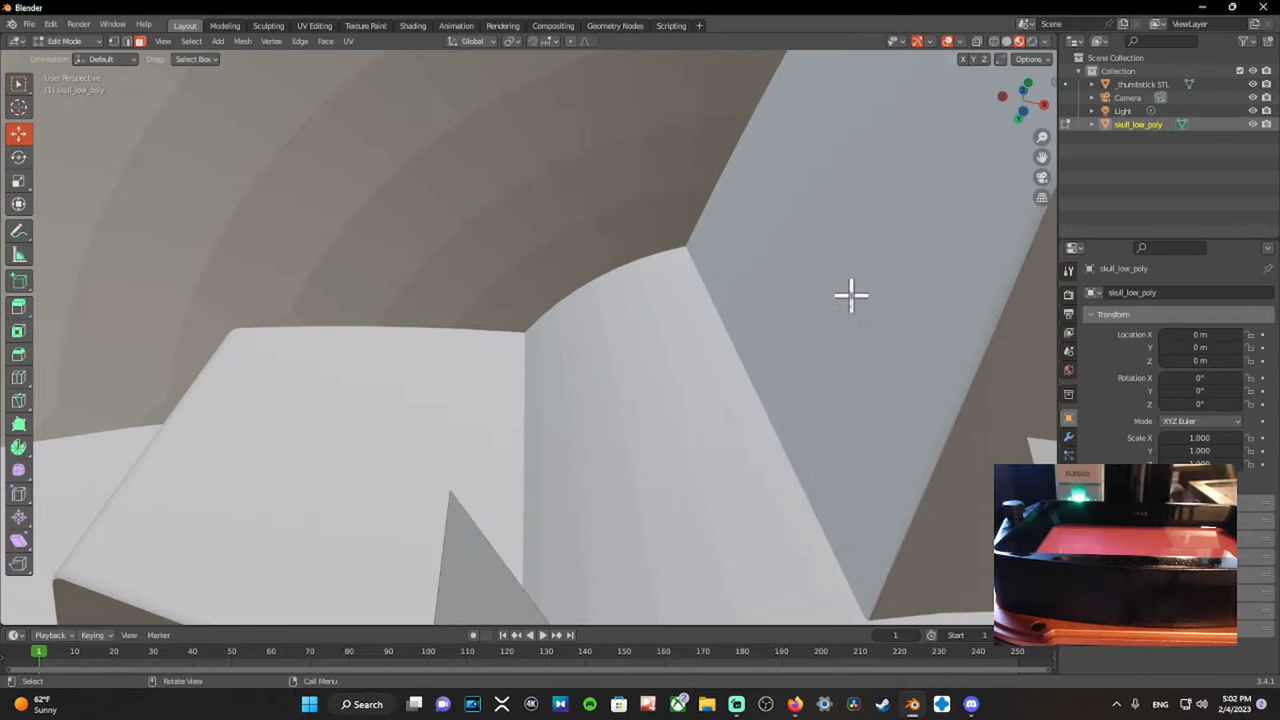 Blender
File Edit Render Window Help Layout Modeling Sculpting UV Editing Texture Paint Shading Animation Rendering Compositing Geometry Nodes Scripting + Scene ViewLayer
Edit Mode View Select Add Mesh Vertex Edge Face UV Global
Orientation: Default Drag: Select Box X Y Z Options
User Perspective
(1) skull_low_poly
Scene Collection
Collection
_thumbstick STL
Camera
Light
skull_low_poly
skull_low_poly
skull_low_poly
Transform
Location X 0 m
Y 0 m
Z 0 m
Rotation X 0°
Y 0°
Z 0°
Mode XYZ Euler
Scale X 1.000
Y 1.000
Playback Keying View Marker 1 Start 1
1 10 20 30 40 50 60 70 80 90 100 110 120 130 140 150 160 170 180 190 200 210 220 230 240 250
Select Rotate View Call Menu 3.4.1
62°F
Sunny
Search
ENG
5:02 PM
2/4/2023